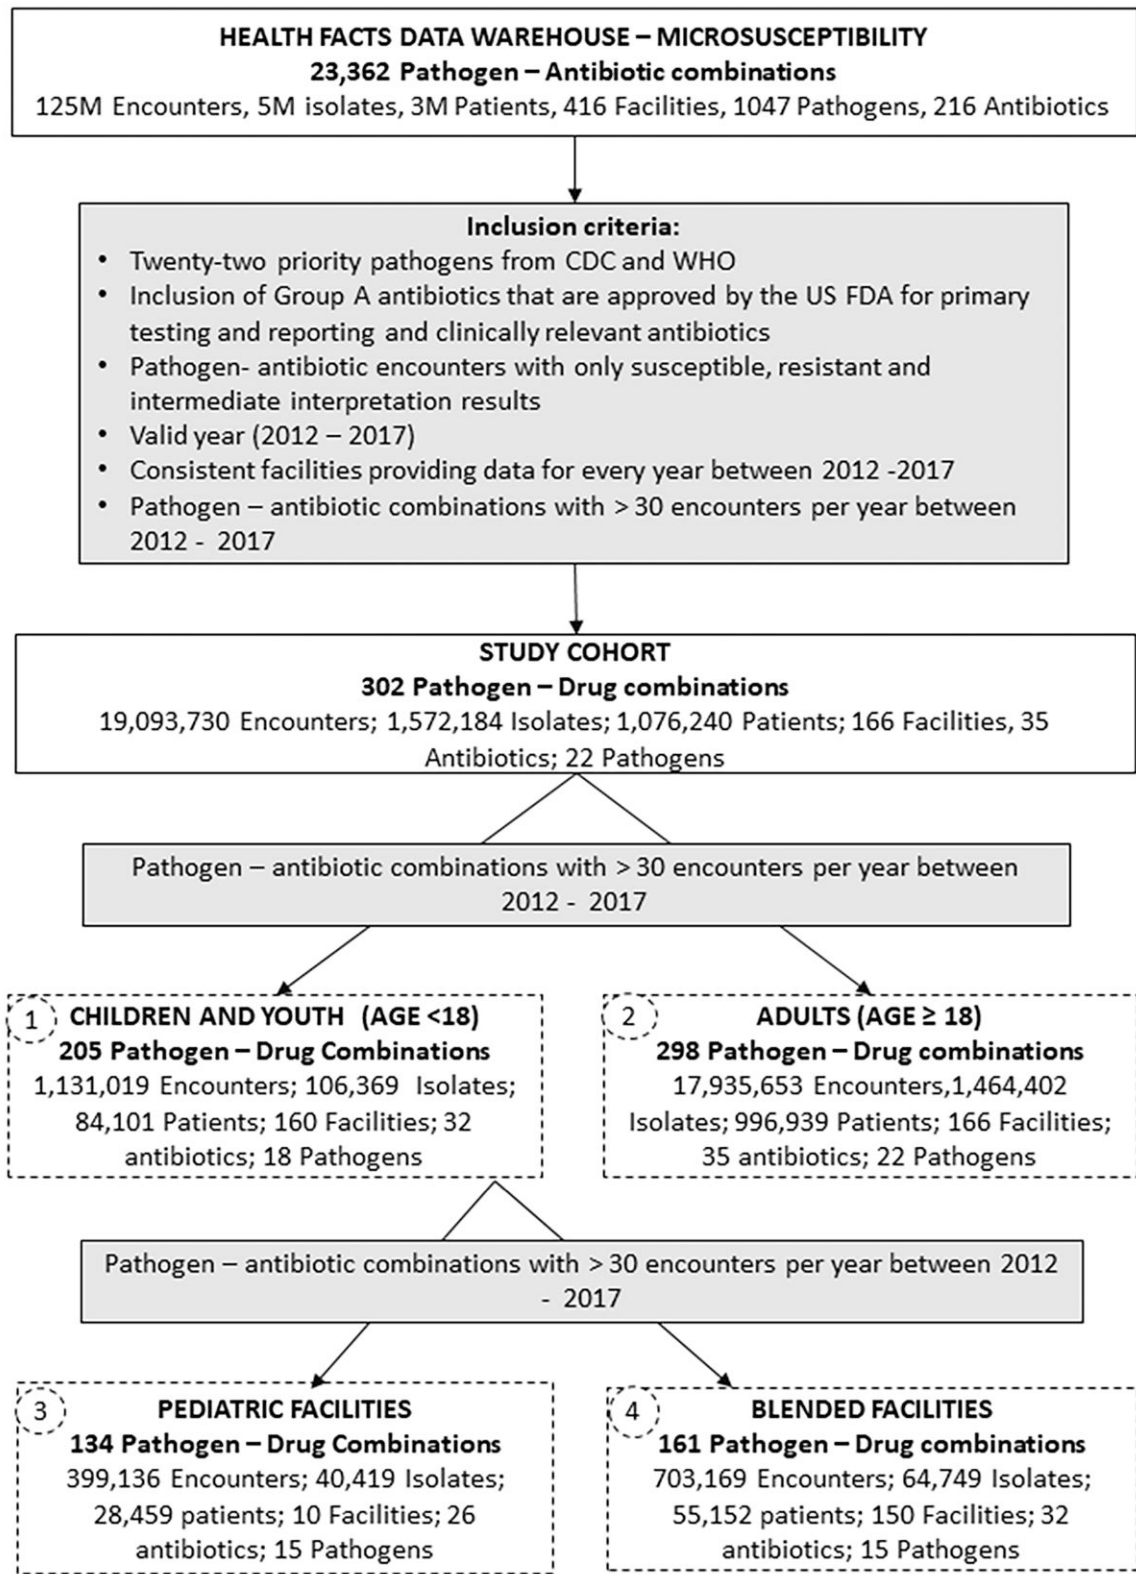 HEALTH FACTS DATA WAREHOUSE – MICROSUSCEPTIBILITY
23,362 Pathogen – Antibiotic combinations
125M Encounters, 5M isolates, 3M Patients, 416 Facilities, 1047 Pathogens, 216 Antibiotics
Inclusion criteria:
• Twenty-two priority pathogens from CDC and WHO
• Inclusion of Group A antibiotics that are approved by the US FDA for primary
testing and reporting and clinically relevant antibiotics
• Pathogen- antibiotic encounters with only susceptible, resistant and
intermediate interpretation results
• Valid year (2012 – 2017)
• Consistent facilities providing data for every year between 2012 -2017
• Pathogen – antibiotic combinations with > 30 encounters per year between
2012 - 2017
STUDY COHORT
302 Pathogen – Drug combinations
19,093,730 Encounters; 1,572,184 Isolates; 1,076,240 Patients; 166 Facilities, 35
Antibiotics; 22 Pathogens
Pathogen – antibiotic combinations with > 30 encounters per year between
2012 - 2017
1 CHILDREN AND YOUTH (AGE <18)
205 Pathogen – Drug Combinations
1,131,019 Encounters; 106,369 Isolates;
84,101 Patients; 160 Facilities; 32
antibiotics; 18 Pathogens
2 ADULTS (AGE ≥ 18)
298 Pathogen – Drug combinations
17,935,653 Encounters,1,464,402
Isolates; 996,939 Patients; 166 Facilities;
35 antibiotics; 22 Pathogens
Pathogen – antibiotic combinations with > 30 encounters per year between 2012
- 2017
3 PEDIATRIC FACILITIES
134 Pathogen – Drug Combinations
399,136 Encounters; 40,419 Isolates;
28,459 patients; 10 Facilities; 26
antibiotics; 15 Pathogens
4 BLENDED FACILITIES
161 Pathogen – Drug combinations
703,169 Encounters; 64,749 Isolates;
55,152 patients; 150 Facilities; 32
antibiotics; 15 Pathogens